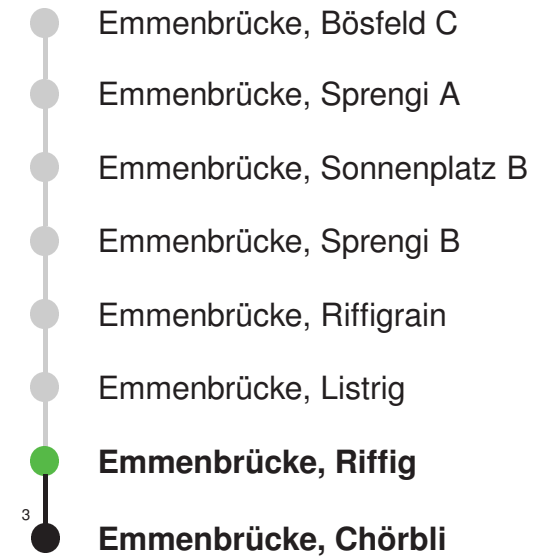 Emmenbrücke, Bösfeld C
Emmenbrücke, Sprengi A
Emmenbrücke, Sonnenplatz B
Emmenbrücke, Sprengi B
Emmenbrücke, Riffigrain
Emmenbrücke, Listrig
Emmenbrücke, Riffig
3
Emmenbrücke, Chörbli